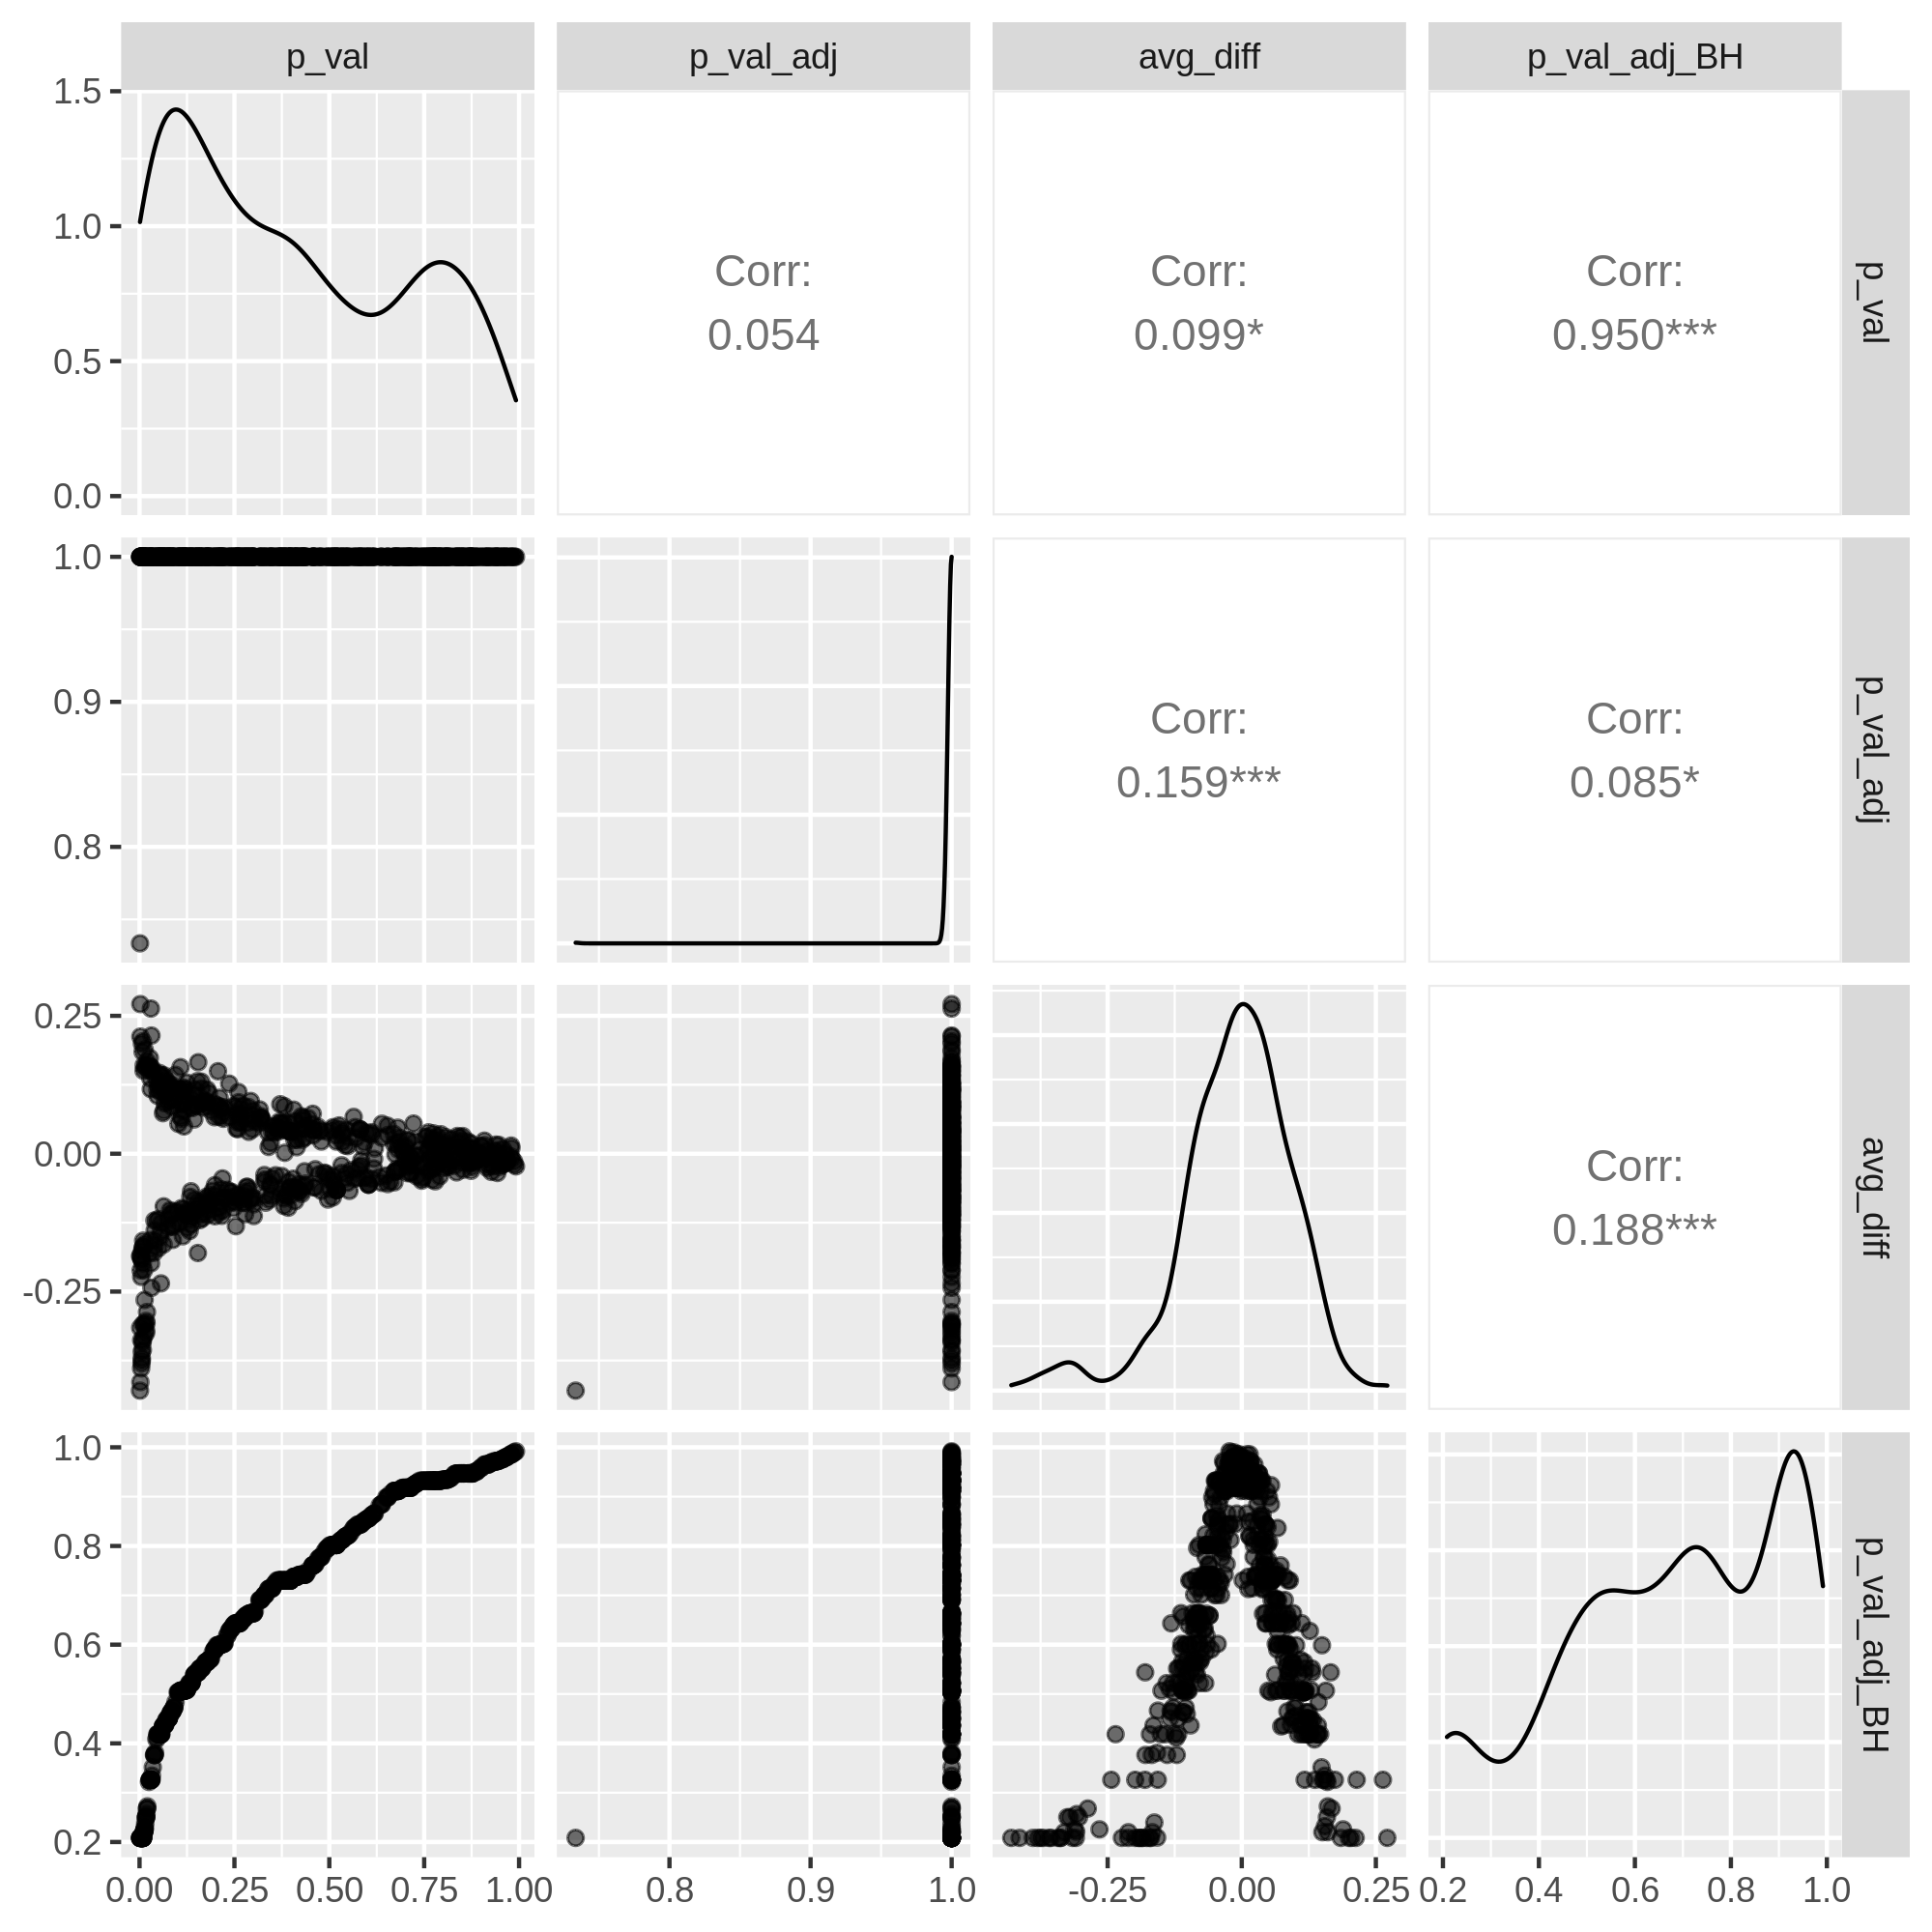 p_val p_val_adj avg_diff p_val_adj_BH
1.5
1.0
0.5
0.0
Corr:
0.054
Corr:
0.099*
Corr:
0.950***
p_val
1.0
0.9
0.8
Corr:
0.159***
Corr:
0.085*
p_val_adj
0.25
0.00
-0.25
Corr:
0.188***
avg_diff
1.0
0.8
0.6
0.4
0.2
p_val_adj_BH
0.00 0.25 0.50 0.75 1.00 0.8 0.9 1.0 -0.25 0.00 0.25 0.2 0.4 0.6 0.8 1.0